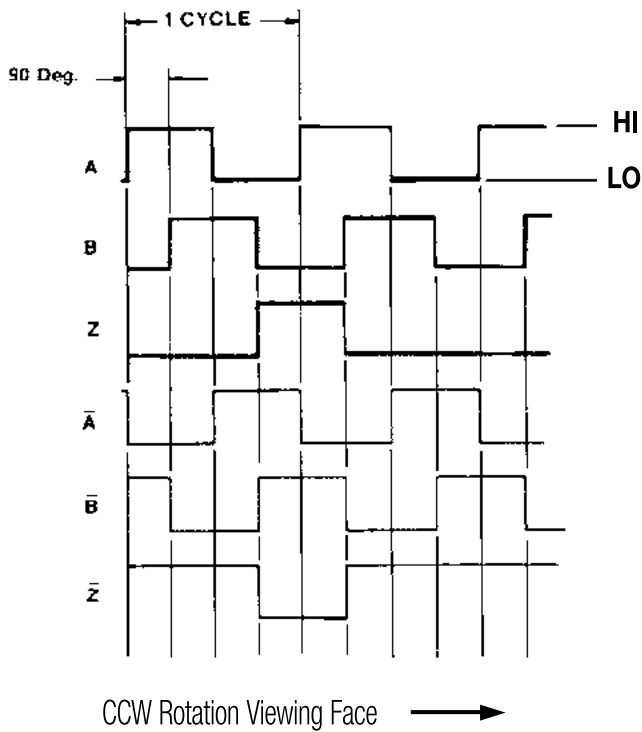 1 CYCLE
90 Deg.
HI
A
LO
B
Z
A̅
B̅
Z̅
CCW Rotation Viewing Face